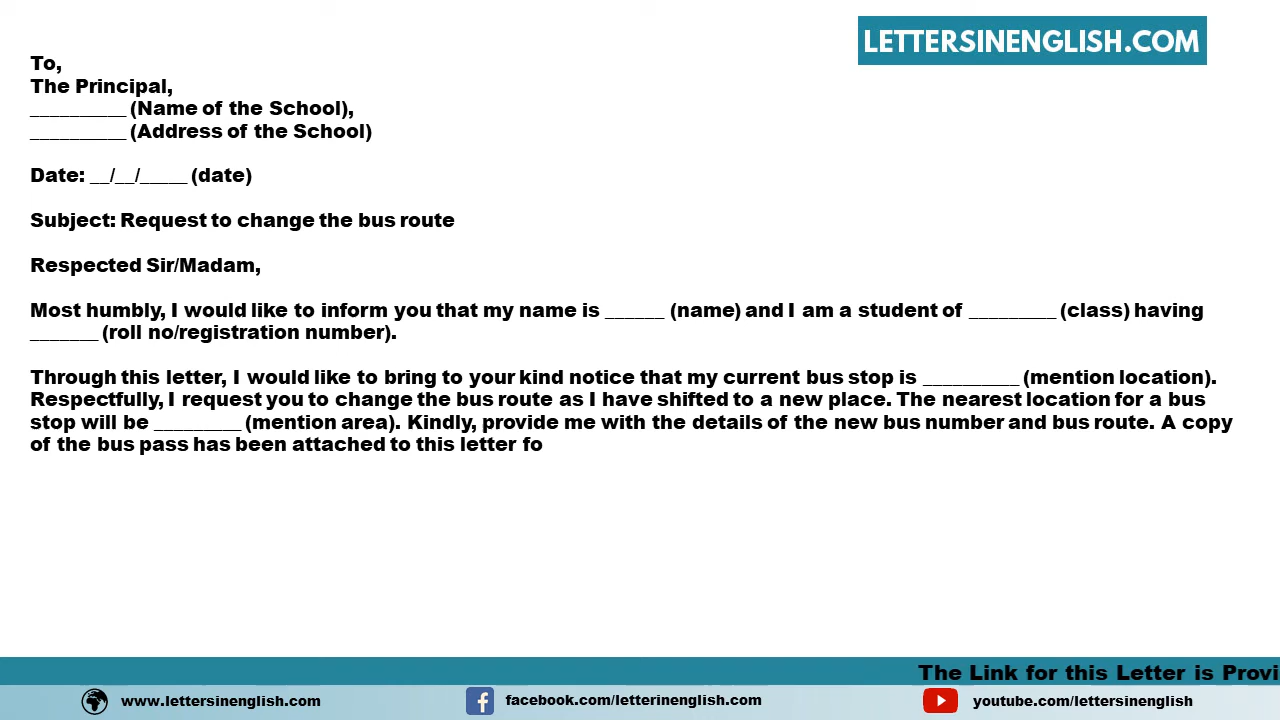 LETTERSINENGLISH.COM
To,
The Principal,
__________ (Name of the School),
__________ (Address of the School)
Date: __/__/_____ (date)
Subject: Request to change the bus route
Respected Sir/Madam,
Most humbly, I would like to inform you that my name is ______ (name) and I am a student of _________ (class) having
_______ (roll no/registration number).
Through this letter, I would like to bring to your kind notice that my current bus stop is __________ (mention location).
Respectfully, I request you to change the bus route as I have shifted to a new place. The nearest location for a bus
stop will be _________ (mention area). Kindly, provide me with the details of the new bus number and bus route. A copy
of the bus pass has been attached to this letter fo
The Link for this Letter is Provi
www.lettersinenglish.com
facebook.com/letterinenglish.com
youtube.com/lettersinenglish